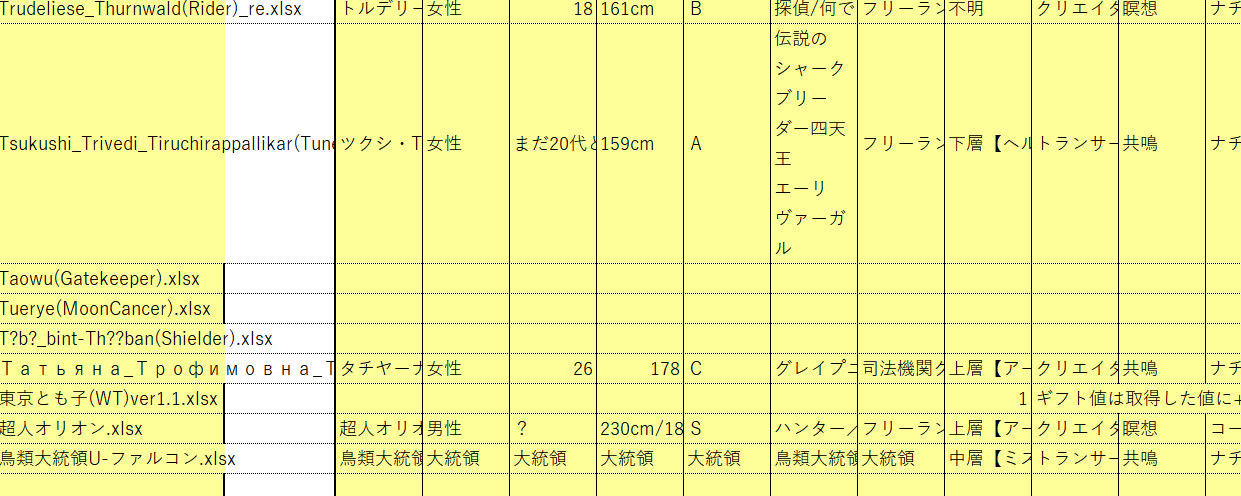 Trudeliese_Thurnwald(Rider)_re.xlsx トルデリー 女性 18 161cm B 探偵/何で フリーラン 不明 クリエイタ 瞑想 ナチ
伝説の
シャーク
ブリー
ダー四天
王
エーリ
ヴァーガ
ル
Tsukushi_Trivedi_Tiruchirappallikar(Tune ツクシ・T 女性 まだ20代と 159cm A フリーラン 下層【ヘル トランサー 共鳴 ナチ
Taowu(Gatekeeper).xlsx
Tuerye(MoonCancer).xlsx
T?b?_bint-Th??ban(Shielder).xlsx
Татьяна_Трофимовна_Т タチヤーナ 女性 26 178 C グレイプニ 司法機関ク 上層【アー クリエイタ 共鳴 ナチ
東京とも子(WT)ver1.1.xlsx 1 ギフト値は取得した値に+
超人オリオン.xlsx 超人オリオ 男性 ? 230cm/18 S ハンター／ フリーラン 上層【アー クリエイタ 瞑想 コー
鳥類大統領U-ファルコン.xlsx 鳥類大統領 大統領 大統領 大統領 大統領 鳥類大統領 大統領 中層【ミス トランサー 共鳴 ナチ